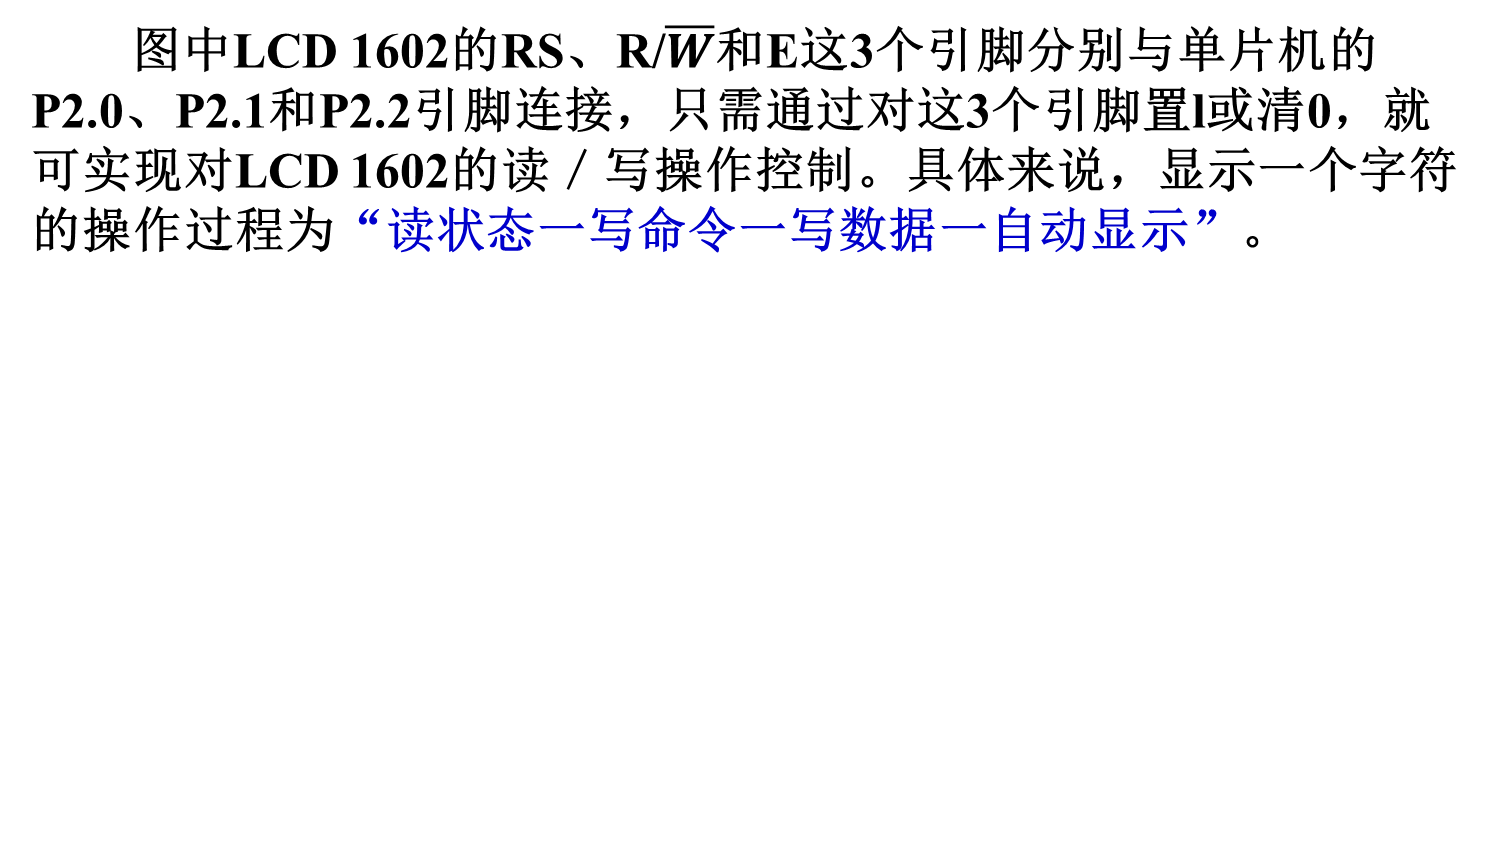 图中LCD 1602的RS、R/W̅和E这3个引脚分别与单片机的
P2.0、P2.1和P2.2引脚连接，只需通过对这3个引脚置l或清0，就
可实现对LCD 1602的读／写操作控制。具体来说，显示一个字符
的操作过程为“读状态一写命令一写数据一自动显示”。